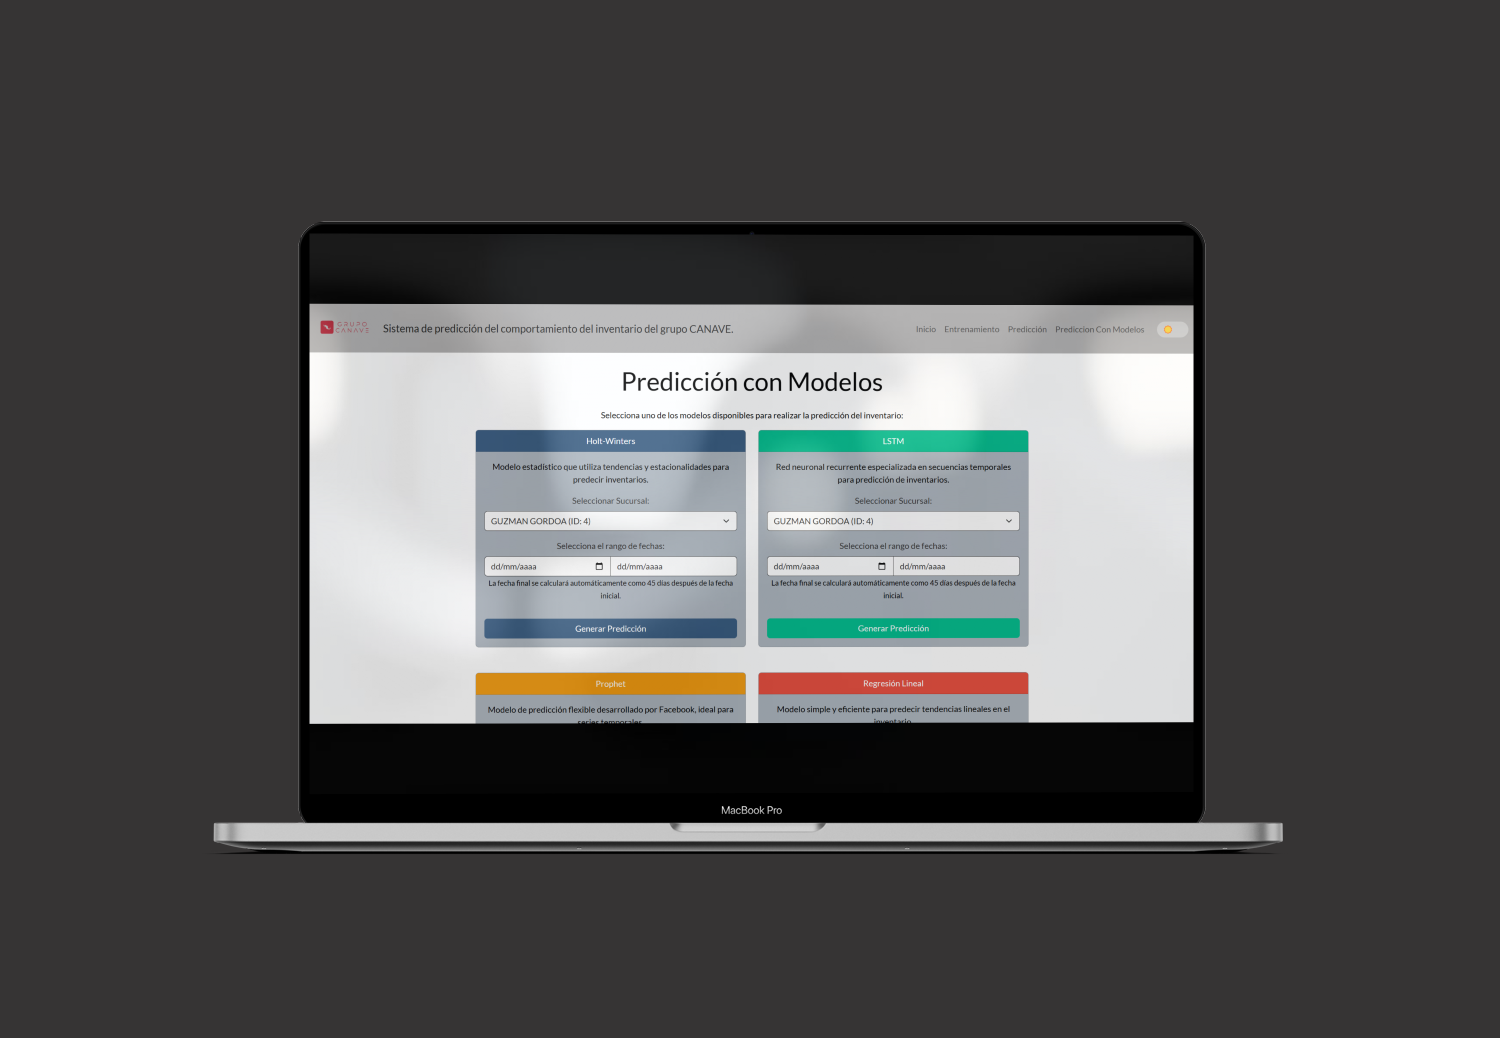 GRUPO
CANAVE
Sistema de predicción del comportamiento del inventario del grupo CANAVE.
Inicio Entrenamiento Predicción Prediccion Con Modelos
Predicción con Modelos
Selecciona uno de los modelos disponibles para realizar la predicción del inventario:
Holt-Winters
Modelo estadístico que utiliza tendencias y estacionalidades para
predecir inventarios.
Seleccionar Sucursal:
GUZMAN GORDOA (ID: 4)
Selecciona el rango de fechas:
dd/mm/aaaa dd/mm/aaaa
La fecha final se calculará automáticamente como 45 días después de la fecha
inicial.
Generar Predicción
LSTM
Red neuronal recurrente especializada en secuencias temporales
para predicción de inventarios.
Seleccionar Sucursal:
GUZMAN GORDOA (ID: 4)
Selecciona el rango de fechas:
dd/mm/aaaa dd/mm/aaaa
La fecha final se calculará automáticamente como 45 días después de la fecha
inicial.
Generar Predicción
Prophet
Modelo de predicción flexible desarrollado por Facebook, ideal para
series temporales.
Regresión Lineal
Modelo simple y eficiente para predecir tendencias lineales en el
inventario.
MacBook Pro